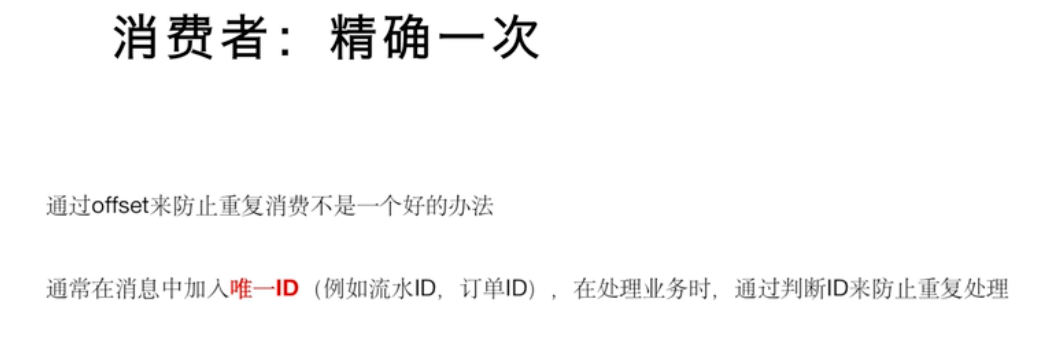 消费者：精确一次
通过offset来防止重复消费不是一个好的办法
通常在消息中加入唯一ID（例如流水ID，订单ID），在处理业务时，通过判断ID来防止重复处理